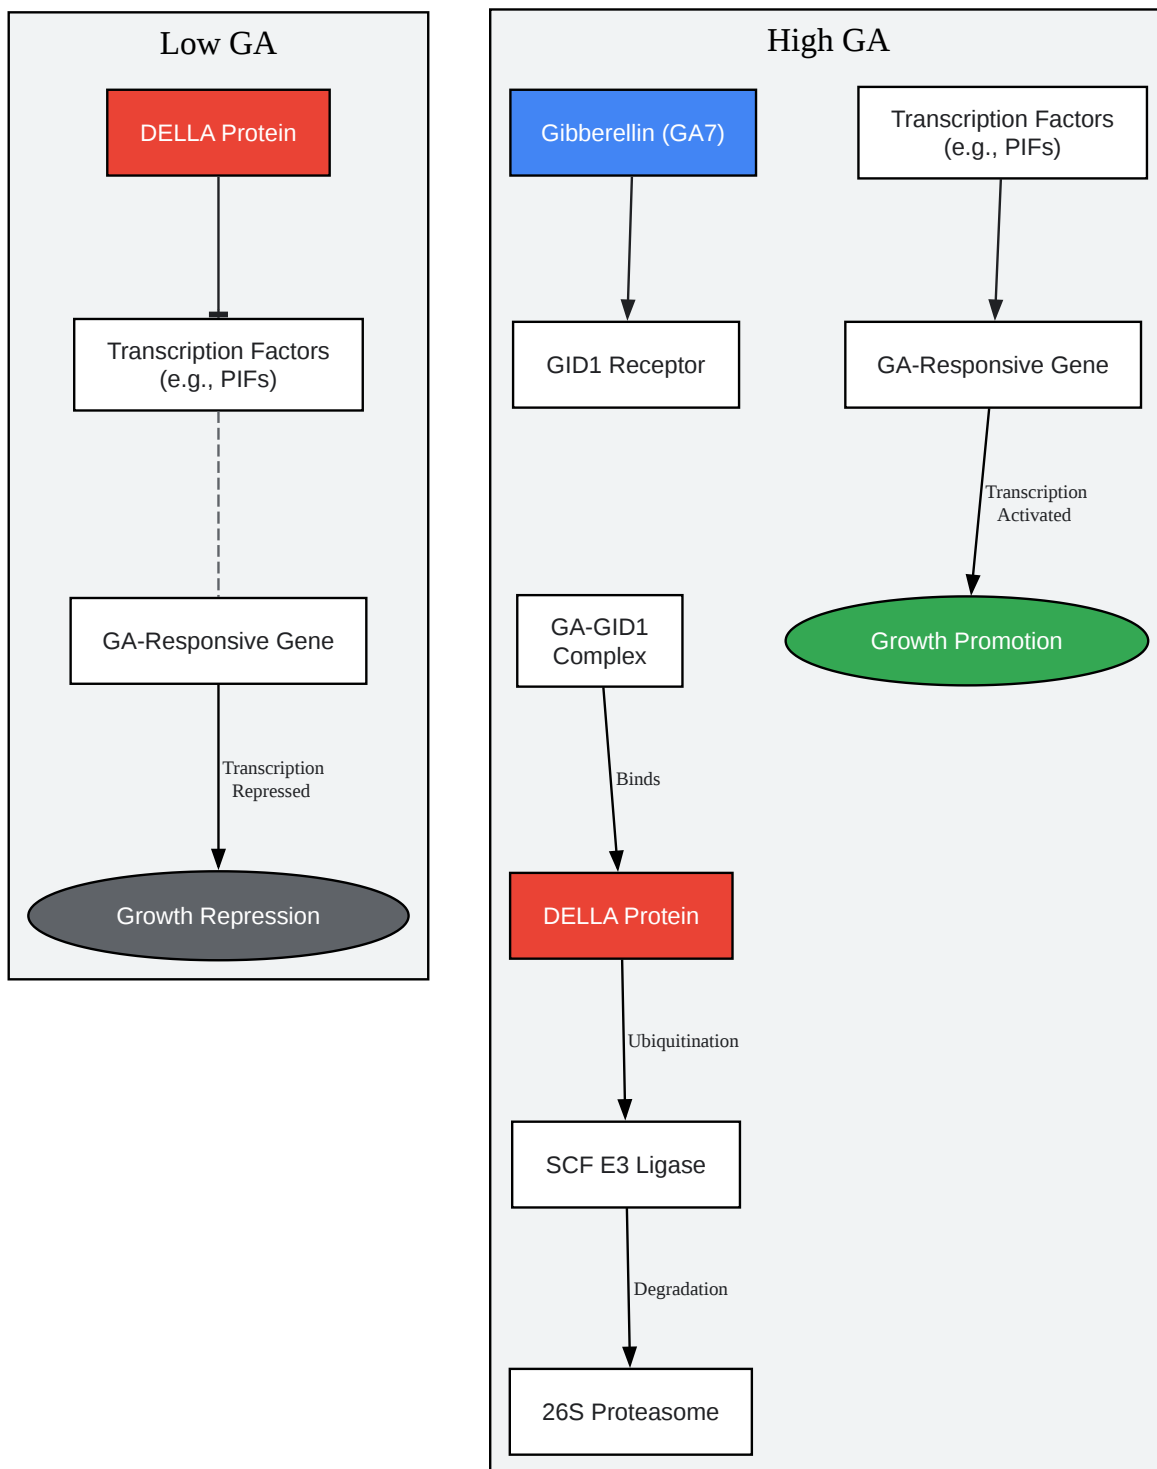 Low GA
DELLA Protein
Transcription Factors
(e.g., PIFs)
GA-Responsive Gene
Transcription
Repressed
Growth Repression
High GA
Gibberellin (GA7)
GID1 Receptor
GA-GID1
Complex
Binds
DELLA Protein
Ubiquitination
SCF E3 Ligase
Degradation
26S Proteasome
Transcription Factors
(e.g., PIFs)
GA-Responsive Gene
Transcription
Activated
Growth Promotion